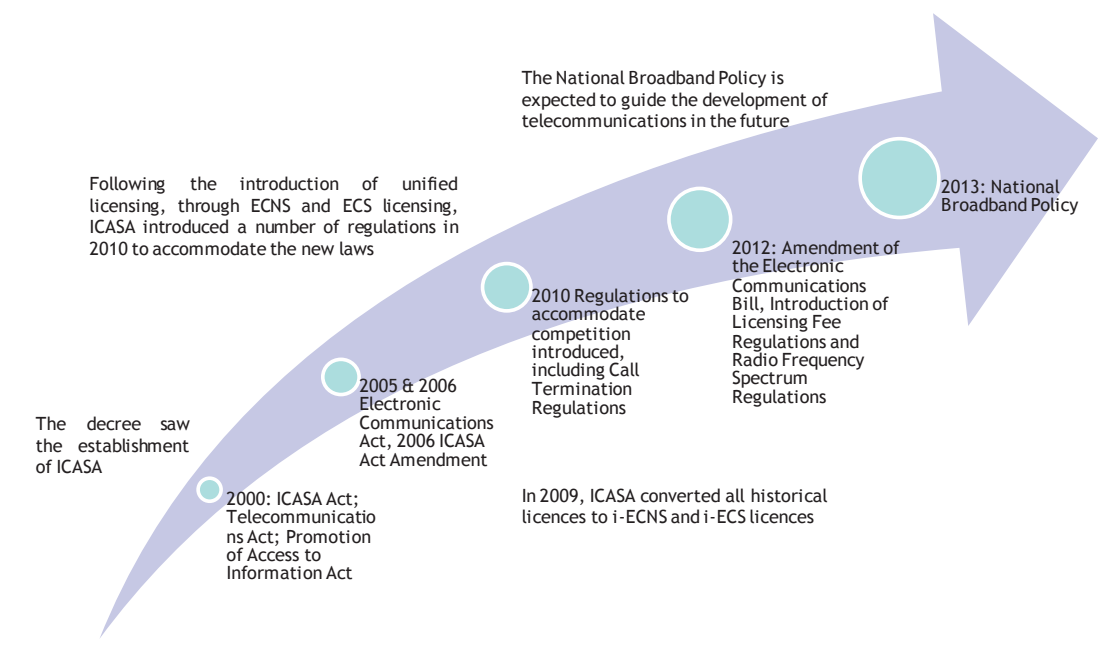 The National Broadband Policy is
expected to guide the development of
telecommunications in the future
Following the introduction of unified
licensing, through ECNS and ECS licensing,
ICASA introduced a number of regulations in
2010 to accommodate the new laws
2013: National
Broadband Policy
2012: Amendment of
the Electronic
Communications
Bill, Introduction of
Licensing Fee
Regulations and
Radio Frequency
Spectrum
Regulations
2010 Regulations to
accommodate
competition
introduced,
including Call
Termination
Regulations
2005 & 2006
Electronic
Communications
Act, 2006 ICASA
Act Amendment
The decree saw
the establishment
of ICASA
2000: ICASA Act;
Telecommunicatio
ns Act; Promotion
of Access to
Information Act
In 2009, ICASA converted all historical
licences to i-ECNS and i-ECS licences